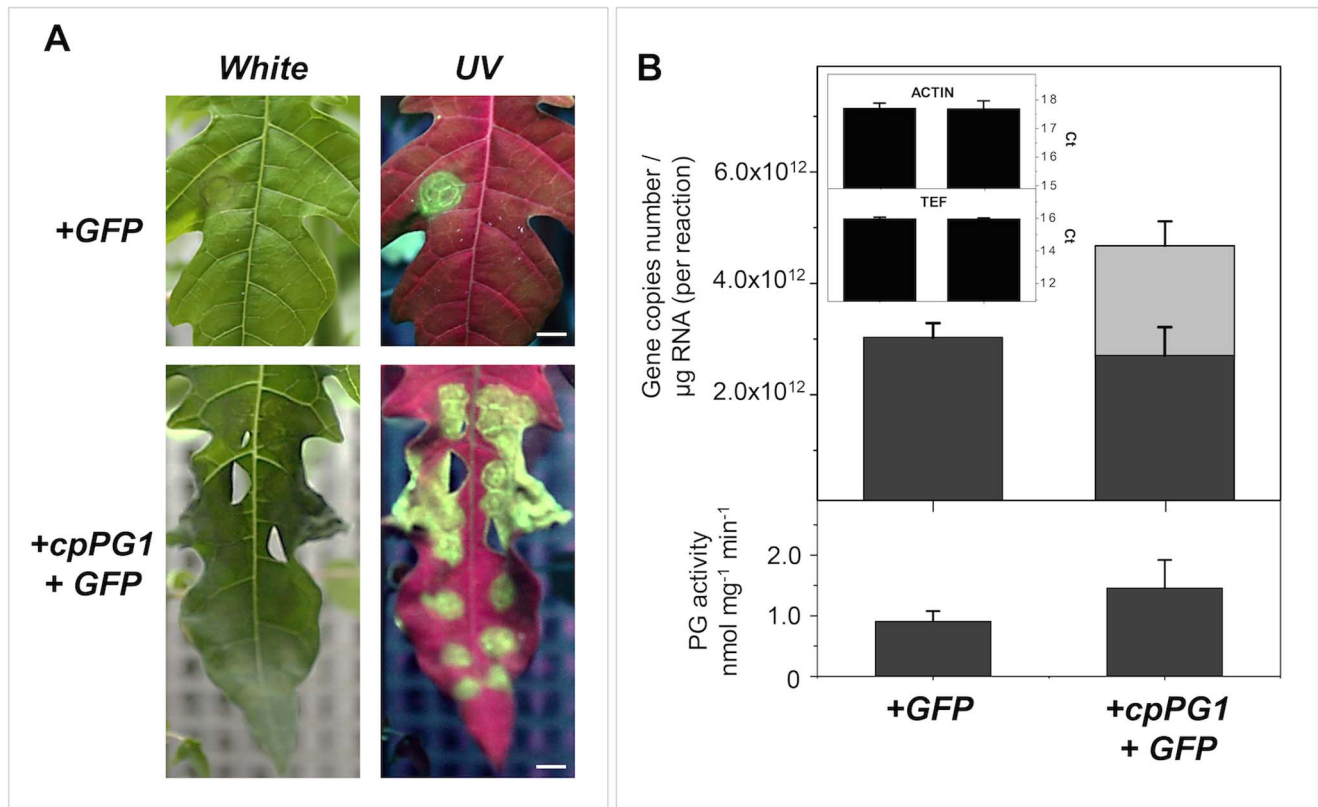 A
White UV
+GFP
+cpPG1
+ GFP
B
Gene copies number /
µg RNA (per reaction)
6.0x10¹²
4.0x10¹²
2.0x10¹²
ACTIN
18
17
16
15
Ct
TEF
16
14
12
Ct
PG activity
nmol mg⁻¹ min⁻¹
2.0
1.0
0
+GFP
+cpPG1
+ GFP